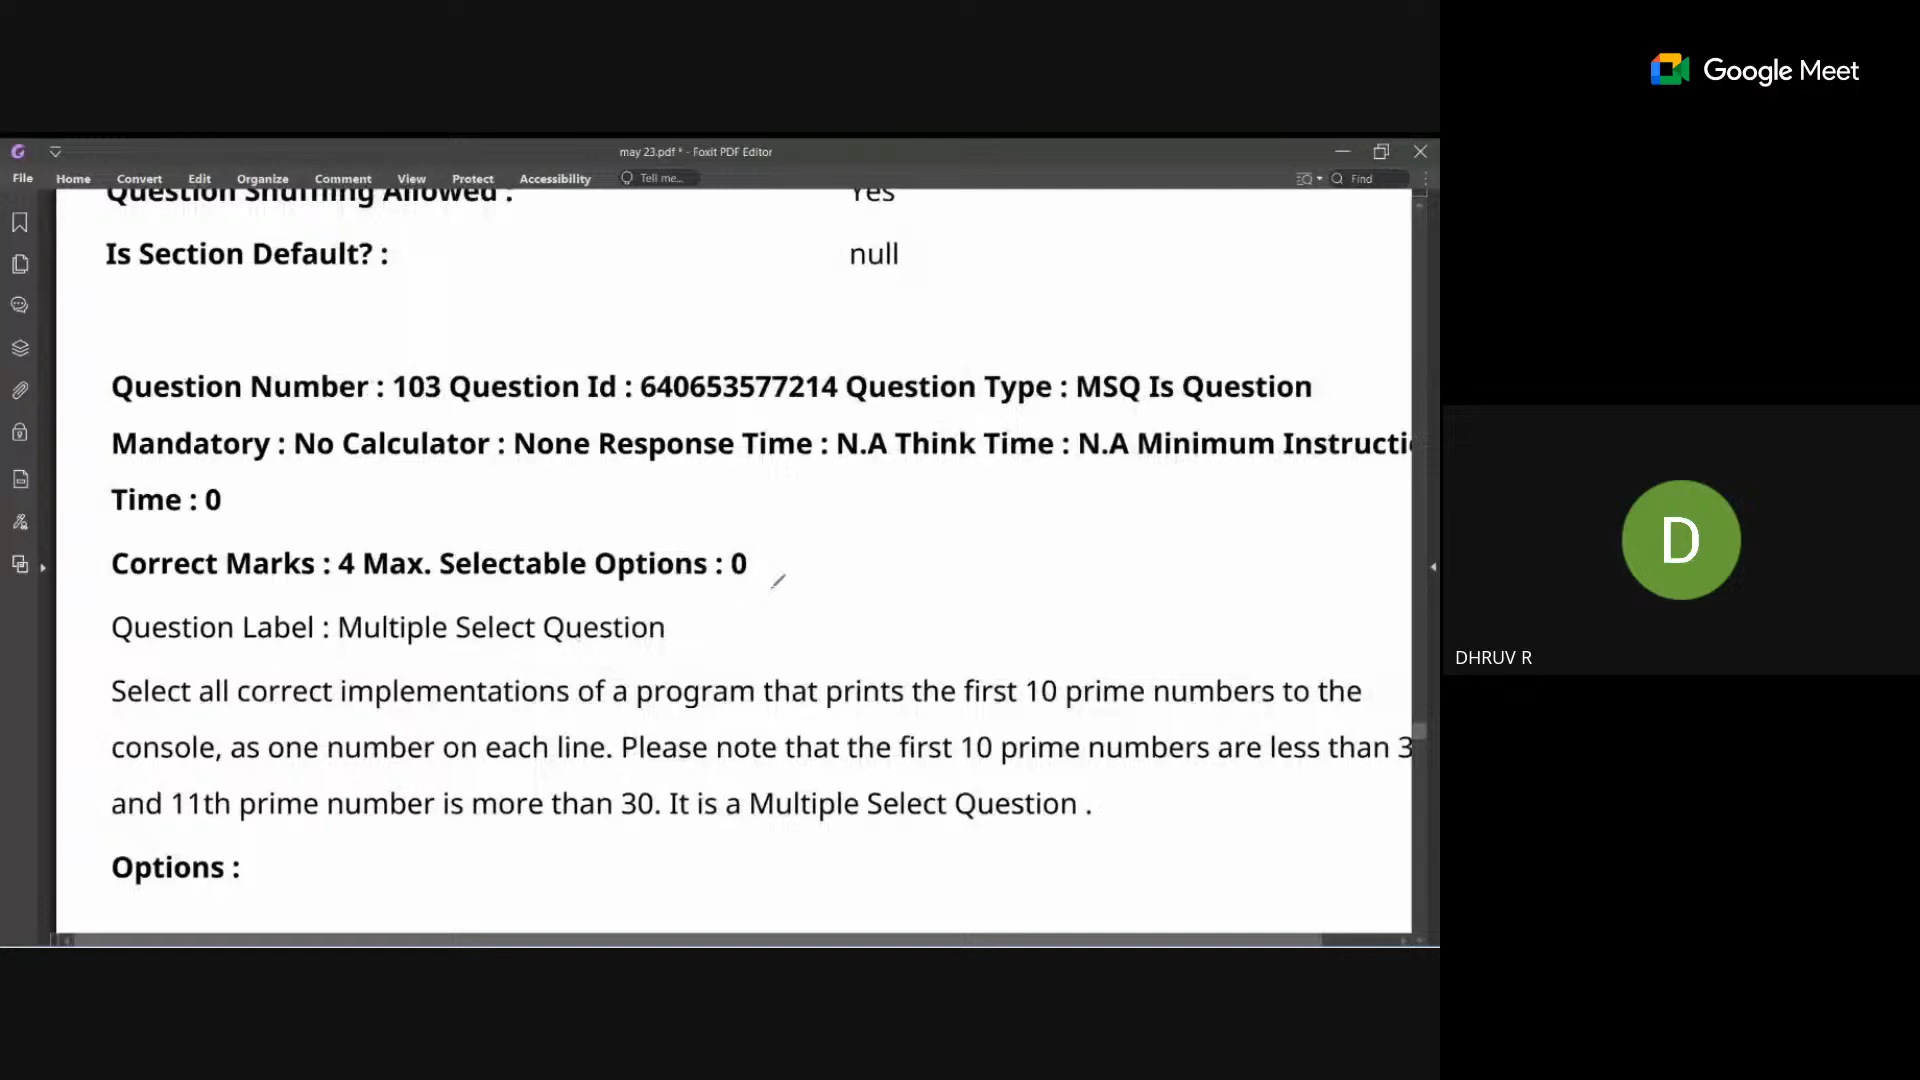 Google Meet
may 23.pdf * - Foxit PDF Editor
File Home Convert Edit Organize Comment View Protect Accessibility Tell me... Find
Question Shuffling Allowed : Yes
Is Section Default? : null
Question Number : 103 Question Id : 640653577214 Question Type : MSQ Is Question
Mandatory : No Calculator : None Response Time : N.A Think Time : N.A Minimum Instructi
Time : 0
Correct Marks : 4 Max. Selectable Options : 0
Question Label : Multiple Select Question
Select all correct implementations of a program that prints the first 10 prime numbers to the
console, as one number on each line. Please note that the first 10 prime numbers are less than 3
and 11th prime number is more than 30. It is a Multiple Select Question .
Options :
D
DHRUV R